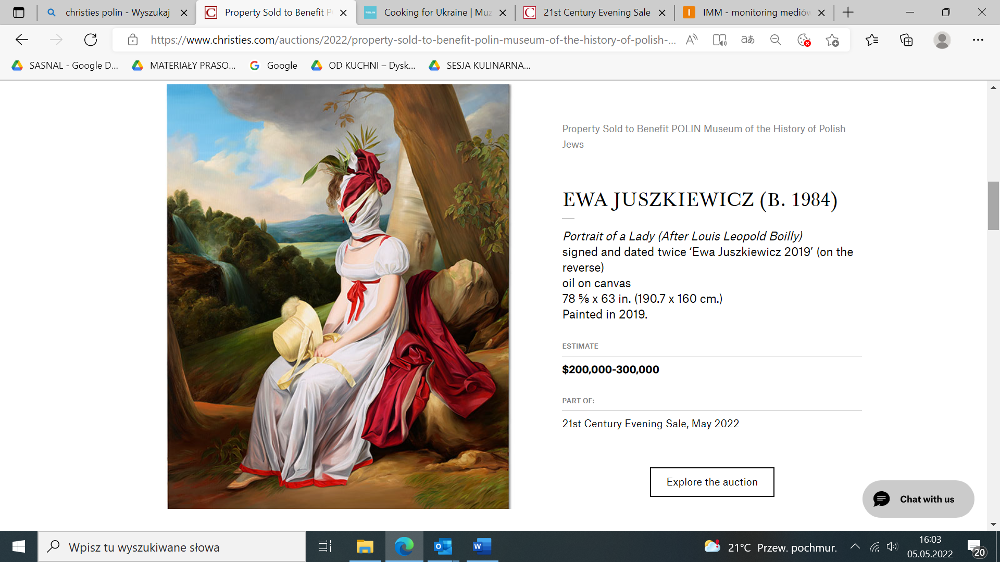 christies polin - Wyszukaj
Property Sold to Benefit P
Cooking for Ukraine | Muz
21st Century Evening Sale
IMM - monitoring mediów
https://www.christies.com/auctions/2022/property-sold-to-benefit-polin-museum-of-the-history-of-polish-...
SASNAL - Google D...
MATERIAŁY PRASO...
Google
OD KUCHNI – Dysk...
SESJA KULINARNA...
Property Sold to Benefit POLIN Museum of the History of Polish
Jews
EWA JUSZKIEWICZ (B. 1984)
Portrait of a Lady (After Louis Leopold Boilly)
signed and dated twice ‘Ewa Juszkiewicz 2019’ (on the
reverse)
oil on canvas
78 ⅝ x 63 in. (190.7 x 160 cm.)
Painted in 2019.
ESTIMATE
$200,000-300,000
PART OF:
21st Century Evening Sale, May 2022
Explore the auction
Chat with us
Wpisz tu wyszukiwane słowa
21°C Przew. pochmur.
16:03
05.05.2022
20